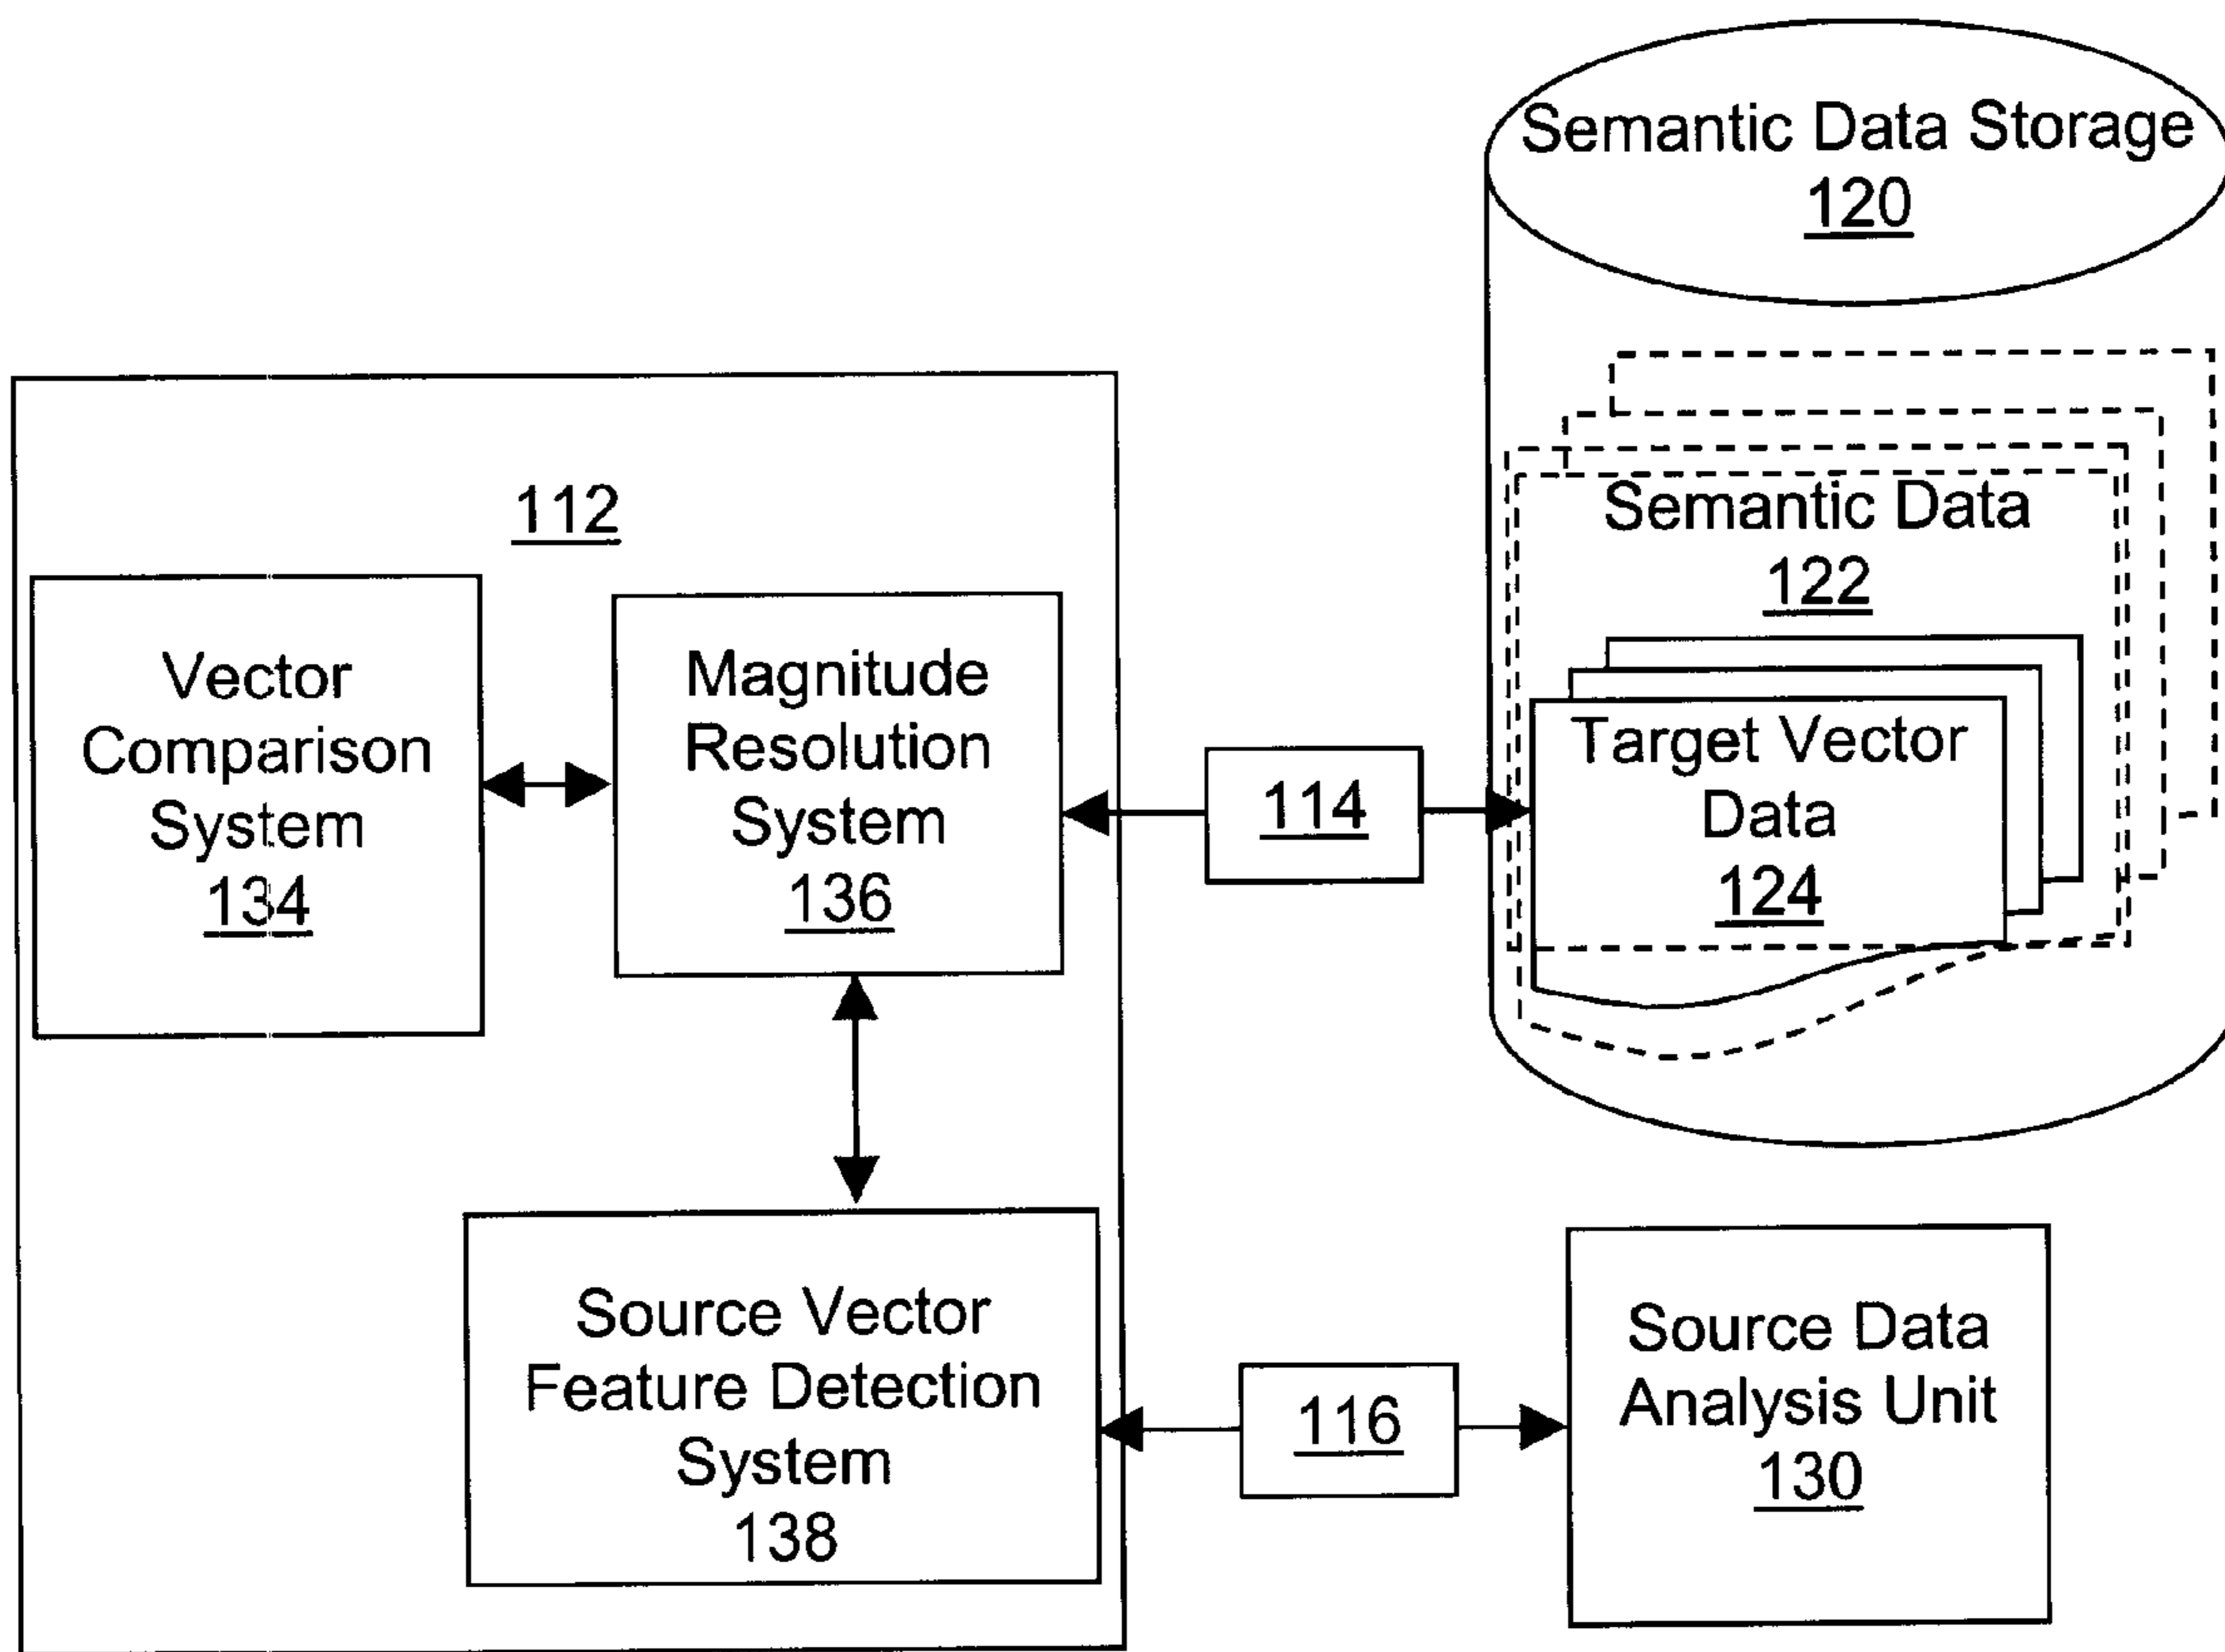 Semantic Data Storage
120
112
Semantic Data
122
Vector
Comparison
System
134
Magnitude
Resolution
System
136
114
Target Vector
Data
124
Source Vector
Feature Detection
System
138
116
Source Data
Analysis Unit
130